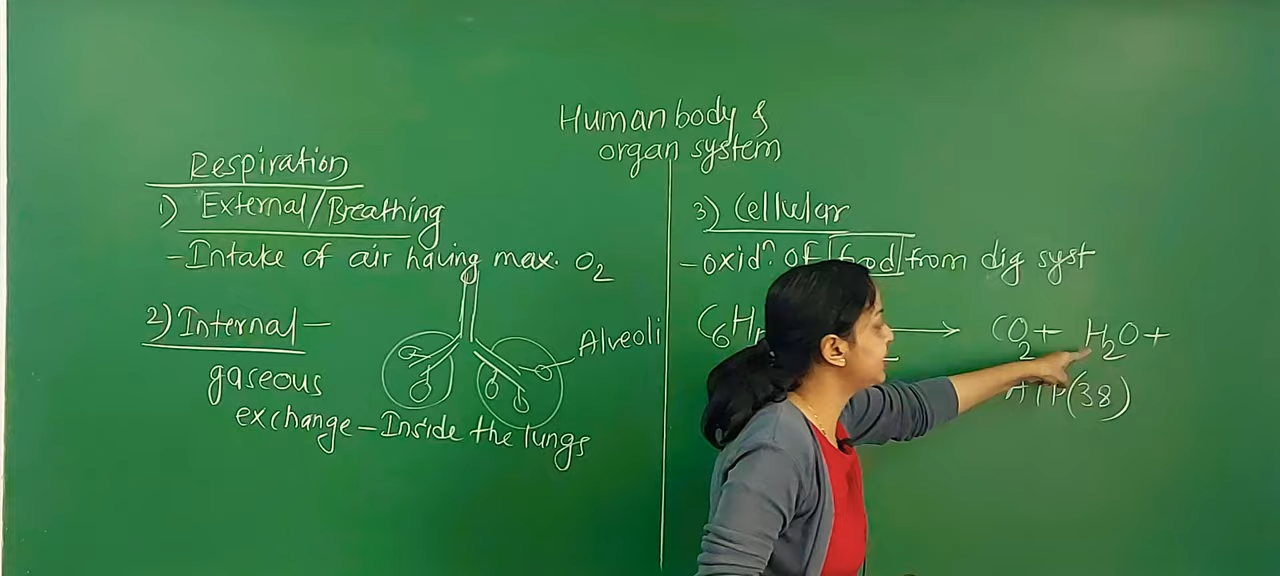 Human body &
organ system
Respiration
1) External/Breathing
-Intake of air having max. O2
2) Internal-
gaseous
exchange-Inside the lungs
Alveoli
3) Cellular
-oxidn. of food from dig syst
C6H
→ CO2+ H2O+
ATP(38)